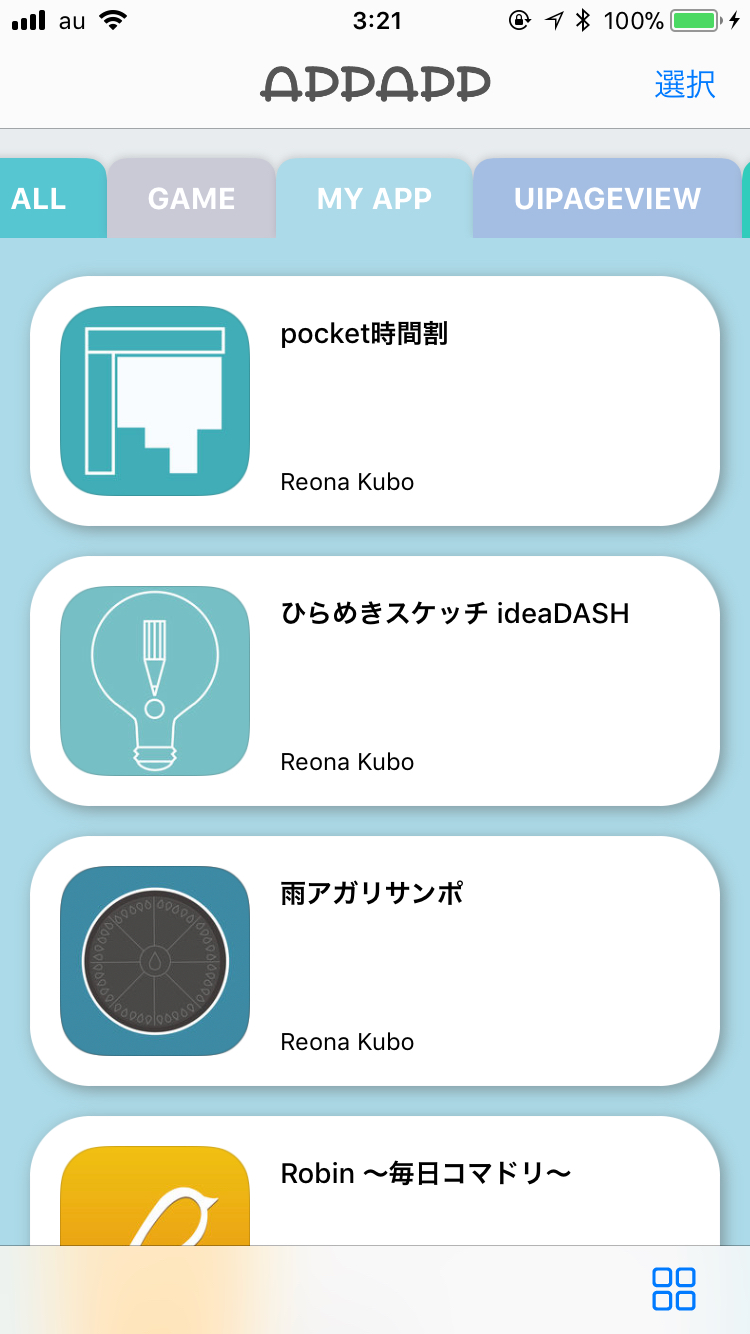 au 3:21 100%
APPAPP
選択
ALL GAME MY APP UIPAGEVIEW
pocket時間割
Reona Kubo
ひらめきスケッチ ideaDASH
Reona Kubo
雨アガリサンポ
Reona Kubo
Robin 〜毎日コマドリ〜